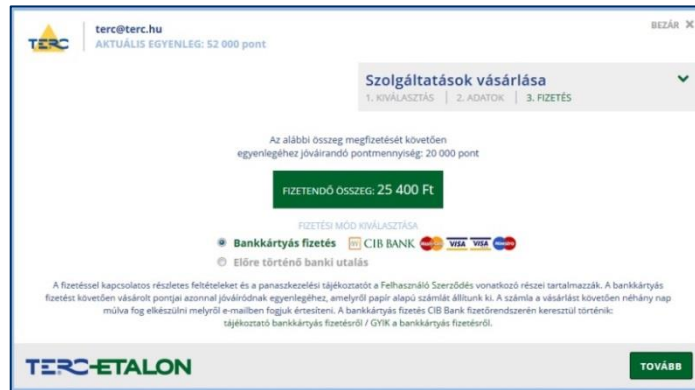 TERC
terc@terc.hu
AKTUÁLIS EGYENLEG: 52 000 pont
BEZÁR X
Szolgáltatások vásárlása
1. KIVÁLASZTÁS | 2. ADATOK | 3. FIZETÉS
Az alábbi összeg megfizetését követően
egyenlegéhez jóváirandó pontmennyiség: 20 000 pont
FIZETENDŐ ÖSSZEG: 25 400 Ft
FIZETÉSI MÓD KIVÁLASZTÁSA
Bankkártyás fizetés CIB BANK MasterCard VISA VISA Maestro
Előre történő banki utalás
A fizetéssel kapcsolatos részletes feltételeket és a panaszkezelési tájékoztatót a Felhasználó Szerződés vonatkozó részei tartalmazzák. A bankkártyás
fizetést követően vásárolt pontjai azonnal jóváíródnak egyenlegéhez, amelyről papír alapú számlát állítunk ki. A számla a vásárlást követően néhány nap
múlva fog elkészülni melyről e-mailben fogjuk értesíteni. A bankkártyás fizetés CIB Bank fizetőrendszerén keresztül történik:
tájékoztató bankkártyás fizetésről / GYIK a bankkártyás fizetésről.
TERC-ETALON
TOVÁBB